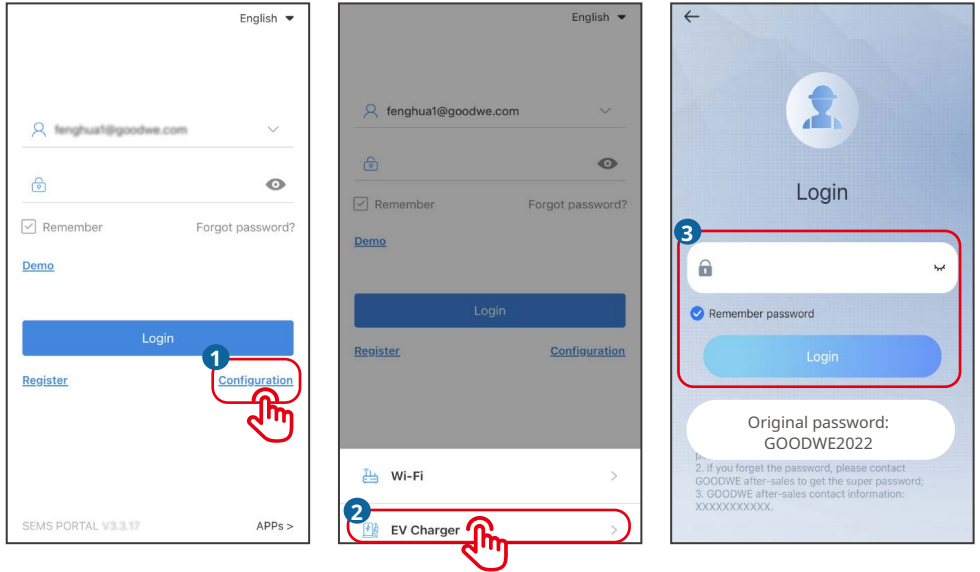 English
fenghua1@goodwe.com
Remember
Forgot password?
Demo
Login
1
Register
Configuration
SEMS PORTAL V3.3.17
APPs >
English
fenghua1@goodwe.com
Remember
Forgot password?
Demo
Login
Register
Configuration
Wi-Fi
2
EV Charger
Login
3
Remember password
Login
Original password:
GOODWE2022
2. If you forget the password, please contact
GOODWE after-sales to get the super password;
3. GOODWE after-sales contact information:
XXXXXXXXXXX.